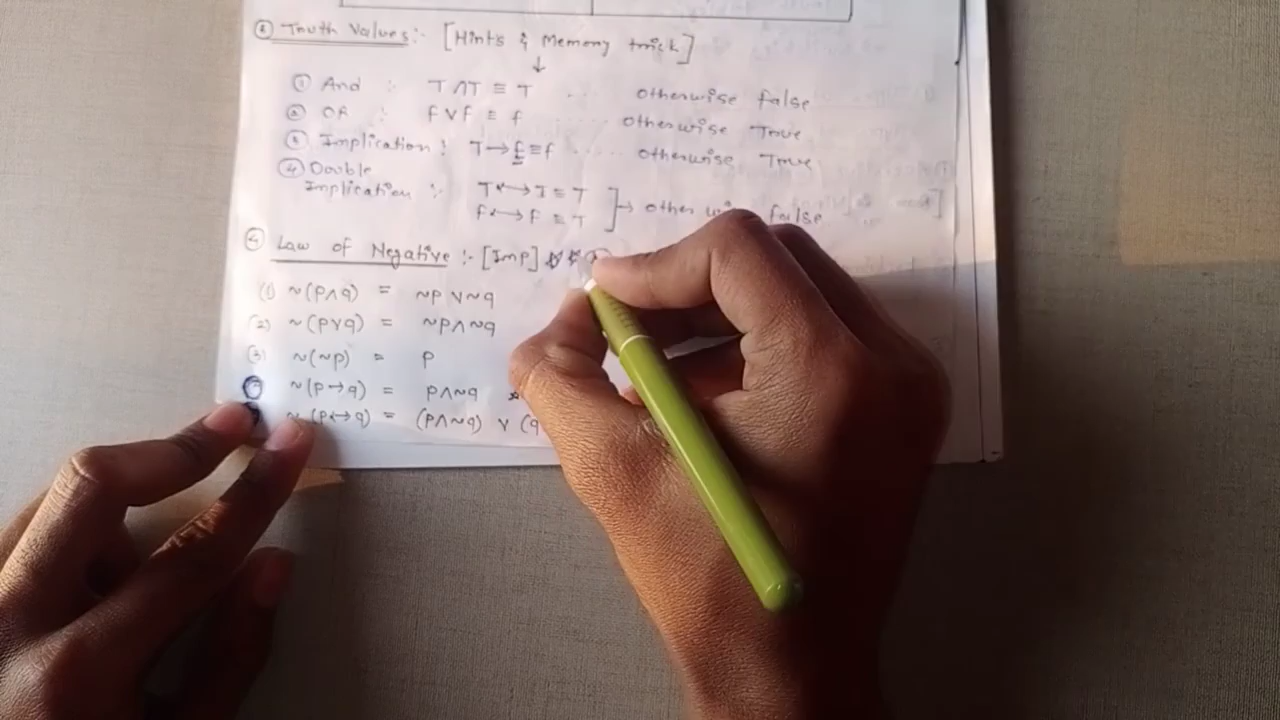 ③ Truth Values :- [Hints & Memory trick]
↓
① And :- T ∧ T ≡ T ..... otherwise false
② OR :- f ∨ f ≡ f ..... otherwise True
③ Implication :- T → f ≡ f ..... otherwise True
④ Double
Implication :- T ↔ T ≡ T
f ↔ f ≡ T ] → other false
④ Law of Negative :- [Imp]
(1) ~(p∧q) = ~p ∨ ~q
(2) ~(p∨q) = ~p ∧ ~q
(3) ~(~p) = p
~(p→q) = p∧~q
~(p↔q) = (p∧~q) ∨ (q